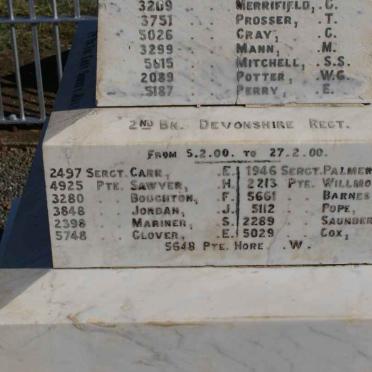 3209 .. MERRIFIELD, .C.
3751 .. PROSSER, .T.
5026 .. CRAY, .C.
3299 .. MANN, .M.
5615 .. MITCHELL, .S.S.
2089 .. POTTER, .W.G.
5187 .. PERRY, .E.
2ND BN. DEVONSHIRE REGT.
FROM 5.2.00. TO 27.2.00.
2497 SERGT. CARR, .E. 1946 SERGT. PALMER
4925 PTE. SAWYER, .H. 2213 PTE. WILLMO
3280 .. BOUGHTON, .F. 5661 .. BARNES
3848 .. JORDAN, .J. 5112 .. POPE,
2398 .. MARINER, .S. 2289 .. SAUNDER
5748 .. GLOVER, .E. 5029 .. COX,
5648 PTE. HORE .W.